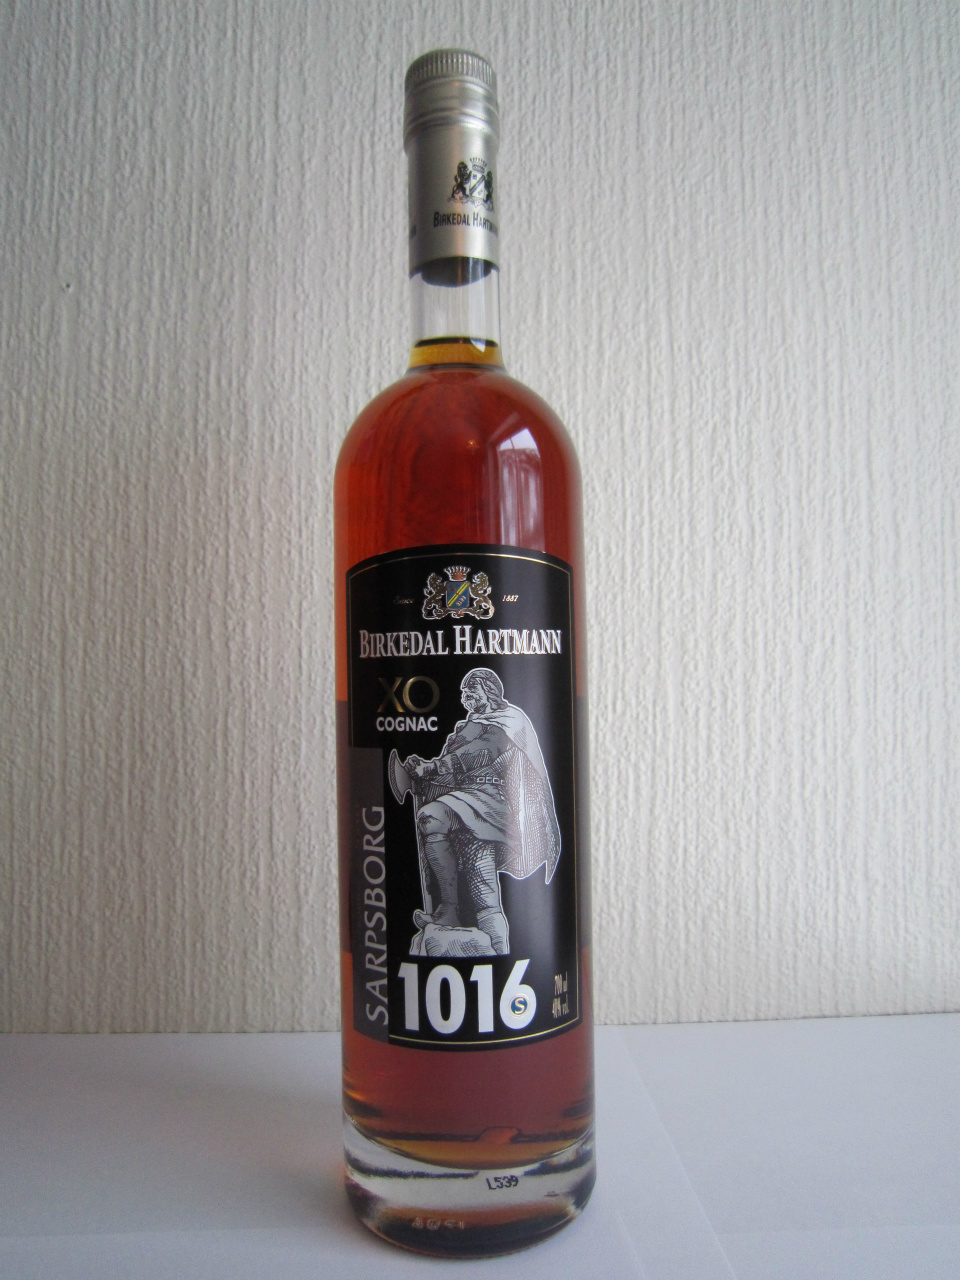 BIRKEDAL HARTMANN
Since 1887
BIRKEDAL HARTMANN
XO
COGNAC
SARPSBORG
1016
S
700 ml
40% vol.
L539